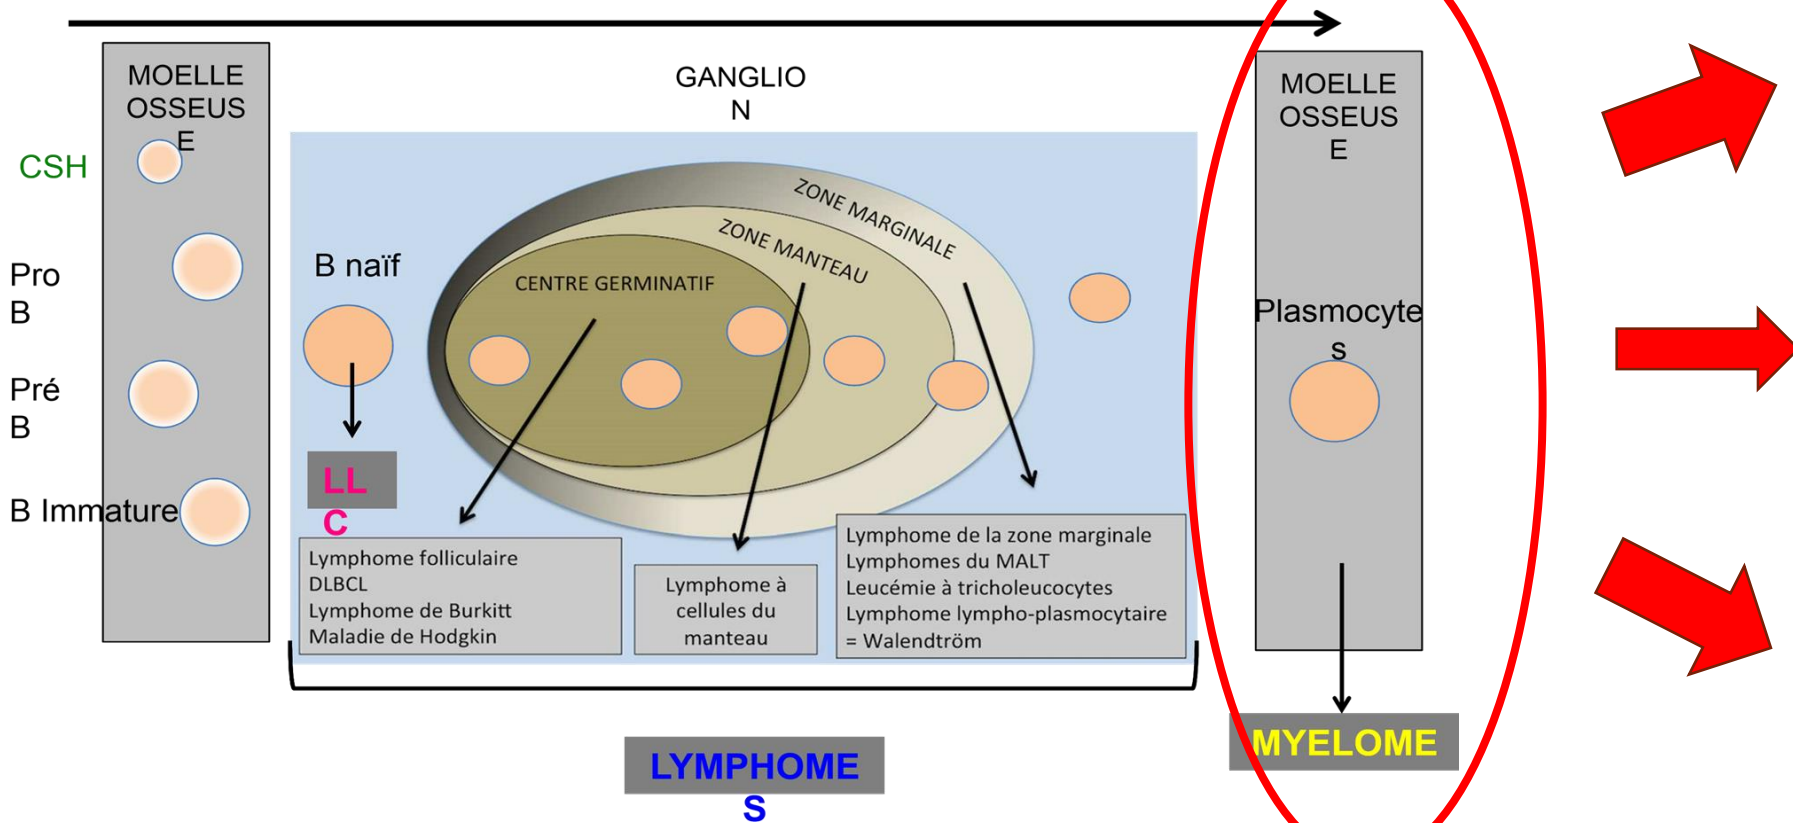 MOELLE
OSSEUS
E
CSH
Pro
B
Pré
B
B Immature
GANGLIO
N
B naïf
LL
C
CENTRE GERMINATIF
ZONE MANTEAU
ZONE MARGINALE
Lymphome folliculaire
DLBCL
Lymphome de Burkitt
Maladie de Hodgkin
Lymphome à
cellules du
manteau
Lymphome de la zone marginale
Lymphomes du MALT
Leucémie à tricholeucocytes
Lymphome lympho-plasmocytaire
= Walendtröm
LYMPHOME
S
MOELLE
OSSEUS
E
Plasmocyte
s
MYELOME